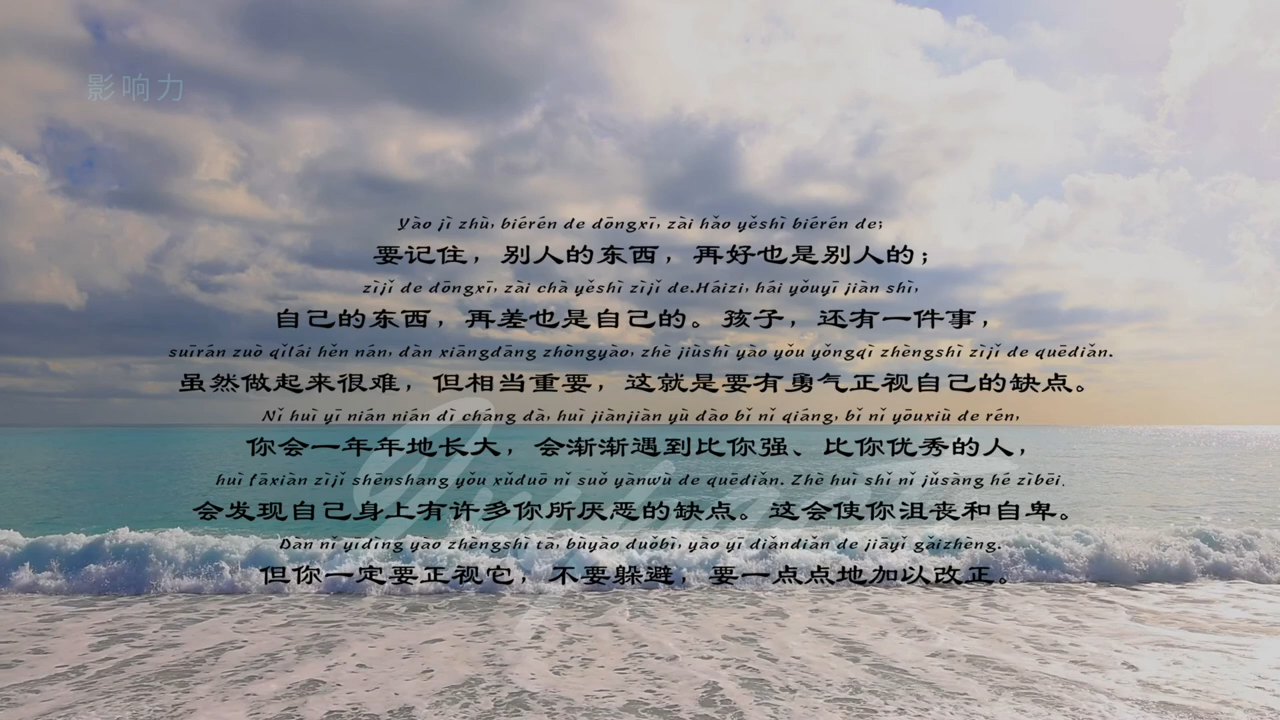 影响力
Yào jì zhù, biérén de dōngxī, zài hǎo yěshì biérén de;
要记住，别人的东西，再好也是别人的；
zìjǐ de dōngxī, zài chà yěshì zìjǐ de.Háizi, hái yǒuyī jiàn shì,
自己的东西，再差也是自己的。孩子，还有一件事，
suīrán zuò qǐlái hěn nán, dàn xiāngdāng zhòngyào, zhè jiùshì yào yǒu yǒngqì zhèngshì zìjǐ de quēdiǎn.
虽然做起来很难，但相当重要，这就是要有勇气正视自己的缺点。
Nǐ huì yī nián nián dì cháng dà, huì jiànjiàn yù dào bǐ nǐ qiáng, bǐ nǐ yōuxiù de rén,
你会一年年地长大，会渐渐遇到比你强、比你优秀的人，
huì fāxiàn zìjǐ shēnshang yǒu xǔduō nǐ suǒ yànwù de quēdiǎn. Zhè huì shǐ nǐ jǔsàng hé zìbēi.
会发现自己身上有许多你所厌恶的缺点。这会使你沮丧和自卑。
Dàn nǐ yīdìng yào zhèngshì tā, bùyào duǒbì, yào yī diǎndiǎn de jiāyǐ gǎizhèng.
但你一定要正视它，不要躲避，要一点点地加以改正。